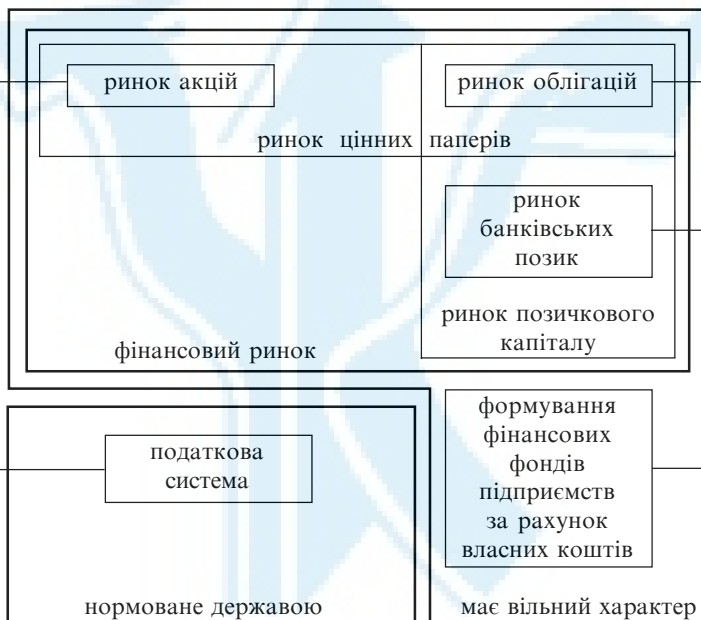 ринок акцій
ринок облігацій
ринок цінних паперів
ринок
банківських
позик
ринок позичкового
капіталу
фінансовий ринок
податкова
система
формування
фінансових
фондів
підприємств
за рахунок
власних коштів
нормоване державою
має вільний характер